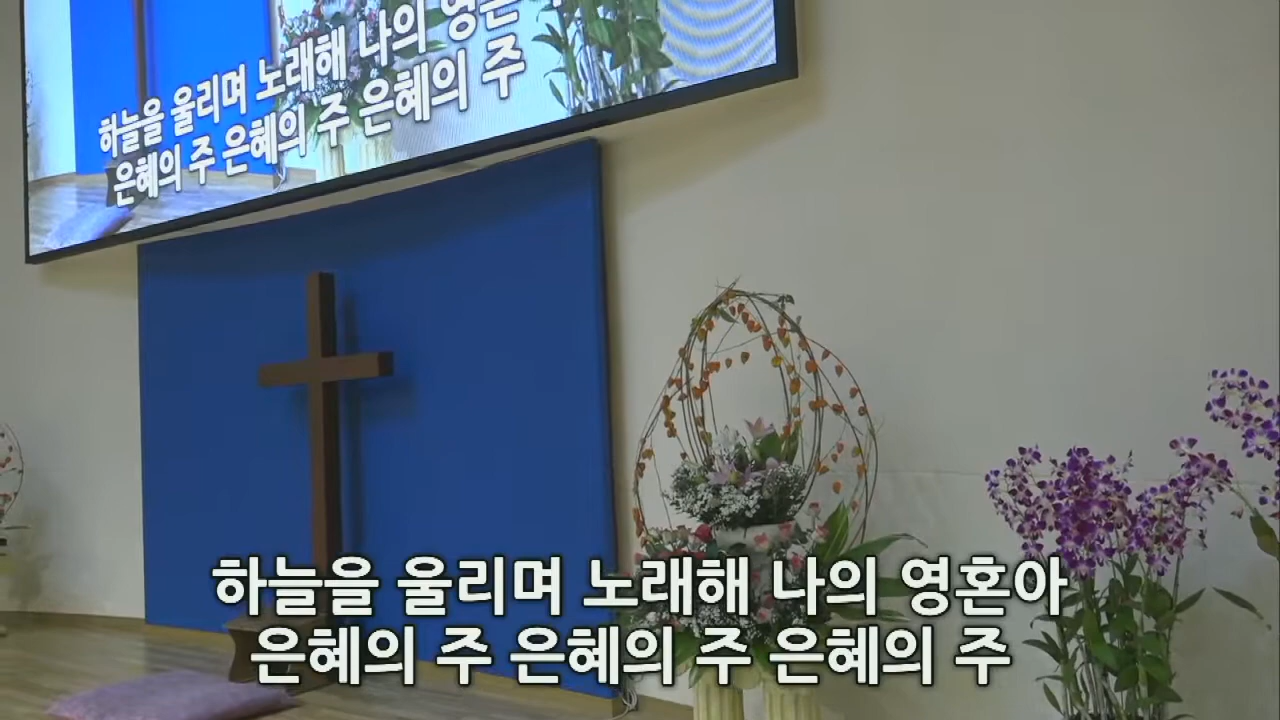 하늘을 울리며 노래해 나의 영혼
은혜의 주 은혜의 주 은혜의 주
하늘을 울리며 노래해 나의 영혼아
은혜의 주 은혜의 주 은혜의 주